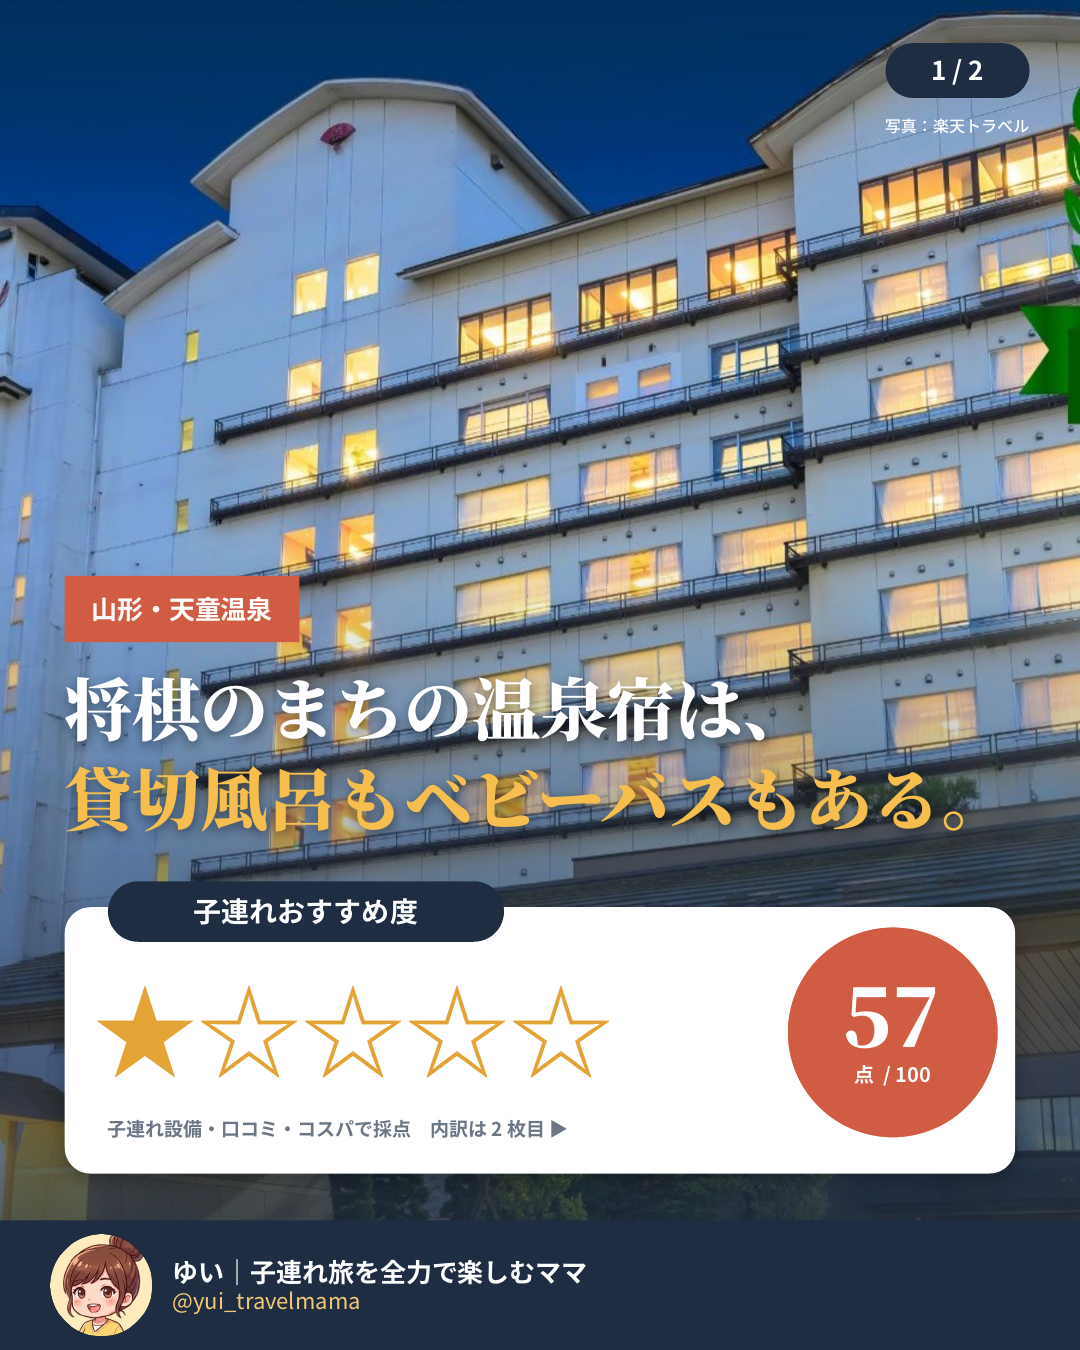 1 / 2
写真：楽天トラベル
山形・天童温泉
将棋のまちの温泉宿は、
貸切風呂もベビーバスもある。
子連れおすすめ度
★☆☆☆☆
57
点 / 100
子連れ設備・口コミ・コスパで採点　内訳は2枚目▶
ゆい｜子連れ旅を全力で楽しむママ
@yui_travelmama